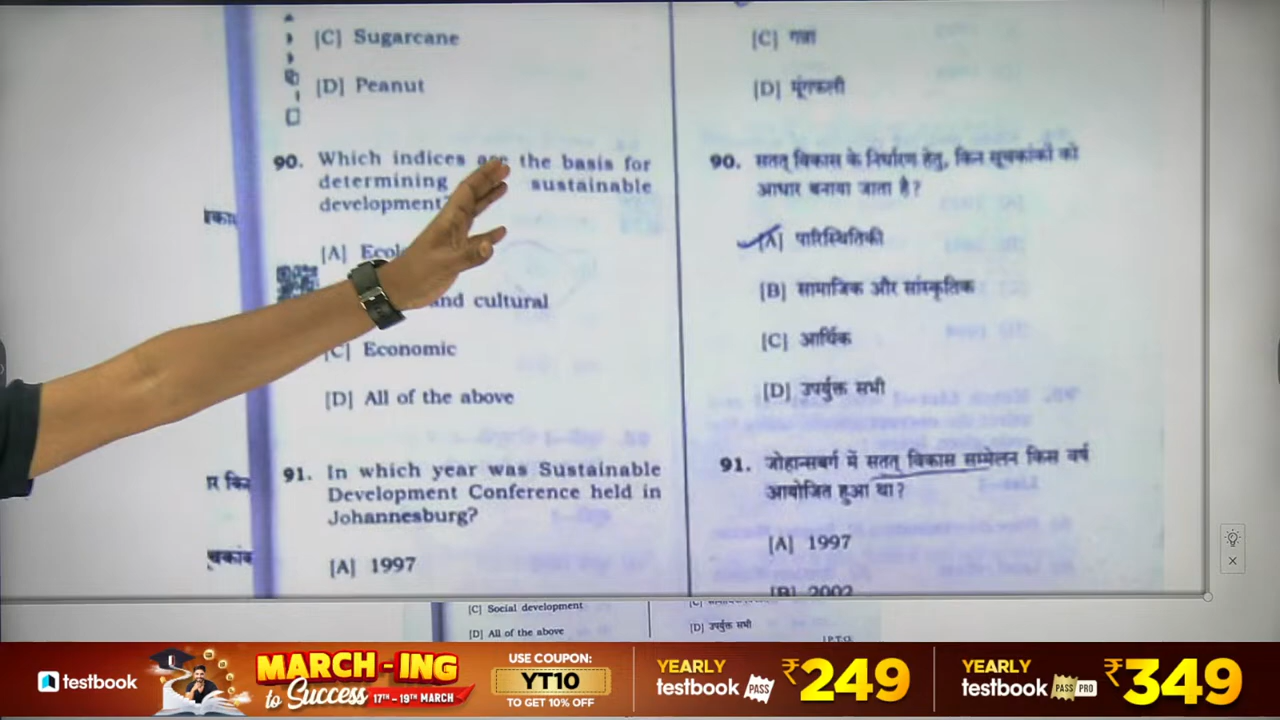 [C] Sugarcane
[D] Peanut
90. Which indices are the basis for
determining sustainable
development?
[A]
and cultural
[C] Economic
[D] All of the above
91. In which year was Sustainable
Development Conference held in
Johannesburg?
[A] 1997
[C] गन्ना
[D] मूंगफली
90. सतत् विकास के निर्धारण हेतु, किन सूचकांकों को
आधार बनाया जाता है?
[A] पारिस्थितिकी
[B] सामाजिक और सांस्कृतिक
[C] आर्थिक
[D] उपर्युक्त सभी
91. जोहान्सबर्ग में सतत् विकास सम्मेलन किस वर्ष
आयोजित हुआ था?
[A] 1997
[B] 2002
[C] Social development
[D] All of the above
[D] उपर्युक्त सभी
[P.T.O.
testbook
MARCH-ING
to Success 17TH - 19TH MARCH
USE COUPON:
YT10
TO GET 10% OFF
YEARLY
testbook PASS
₹249
YEARLY
testbook PASS PRO
₹349